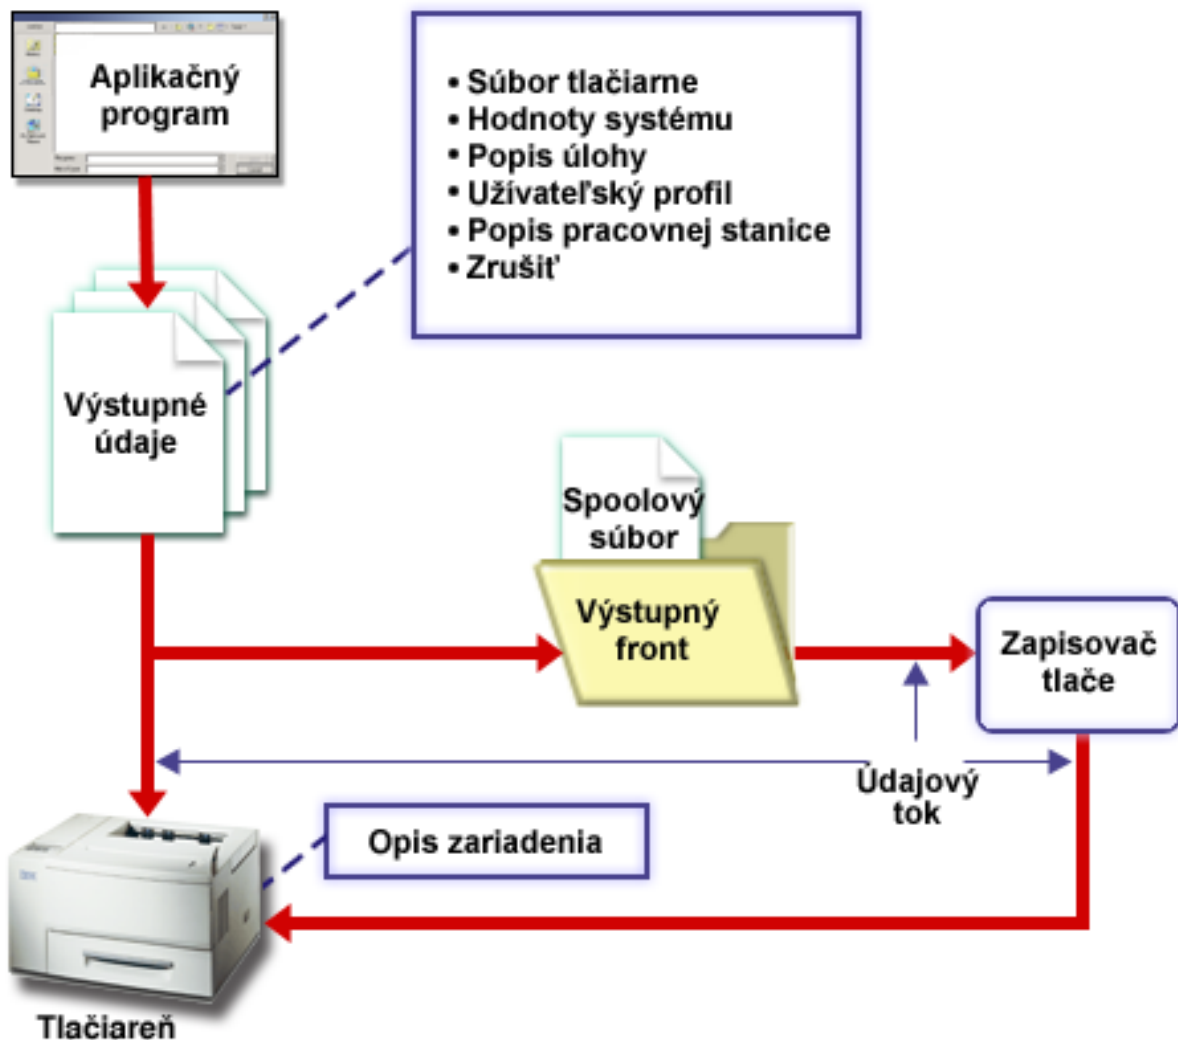 Aplikačný
program
• Súbor tlačiarne
• Hodnoty systému
• Popis úlohy
• Užívateľský profil
• Popis pracovnej stanice
• Zrušiť
Výstupné
údaje
Spoolový
súbor
Výstupný
front
Zapisovač
tlače
Údajový
tok
Opis zariadenia
IBM
Tlačiareň